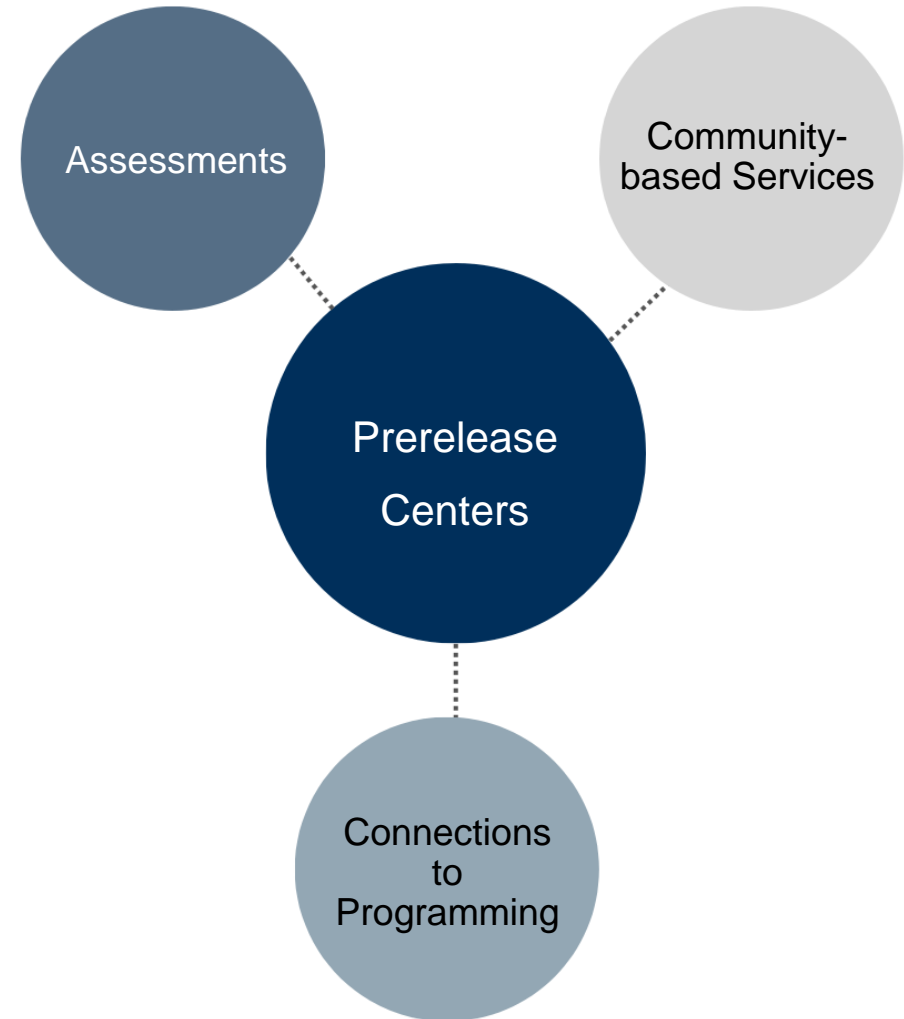 Assessments
Community-
based Services
Prerelease
Centers
Connections
to
Programming